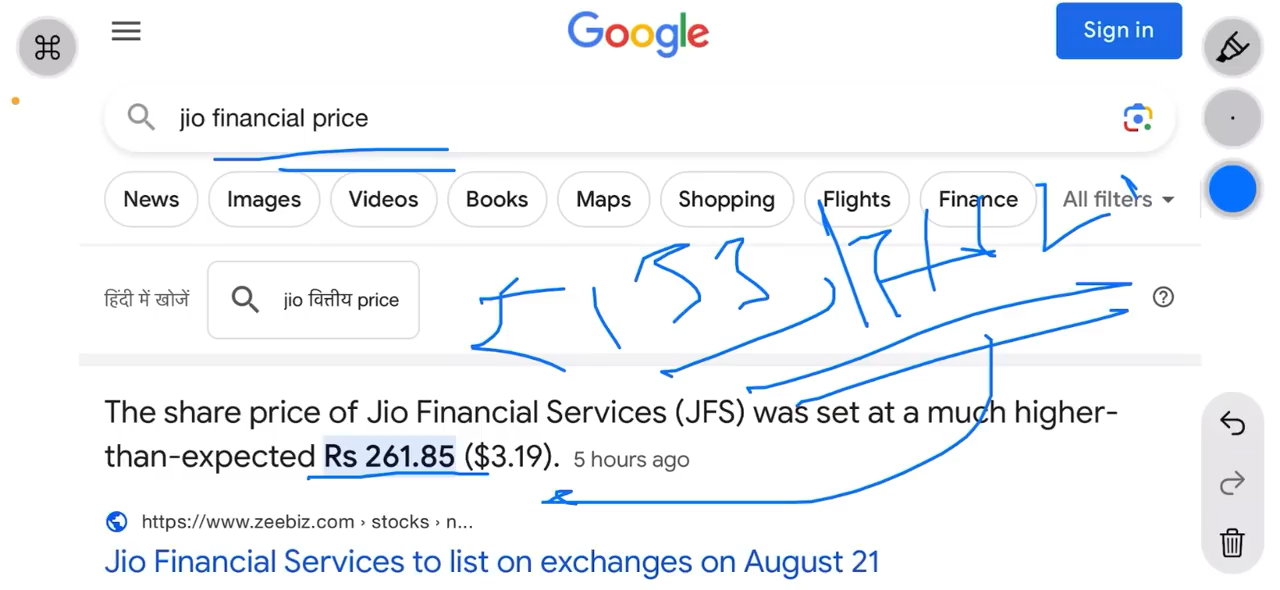 Google
Sign in
jio financial price
News Images Videos Books Maps Shopping Flights Finance All filters
हिंदी में खोजें jio वित्तीय price
The share price of Jio Financial Services (JFS) was set at a much higher-
than-expected Rs 261.85 ($3.19). 5 hours ago
https://www.zeebiz.com › stocks › n...
Jio Financial Services to list on exchanges on August 21